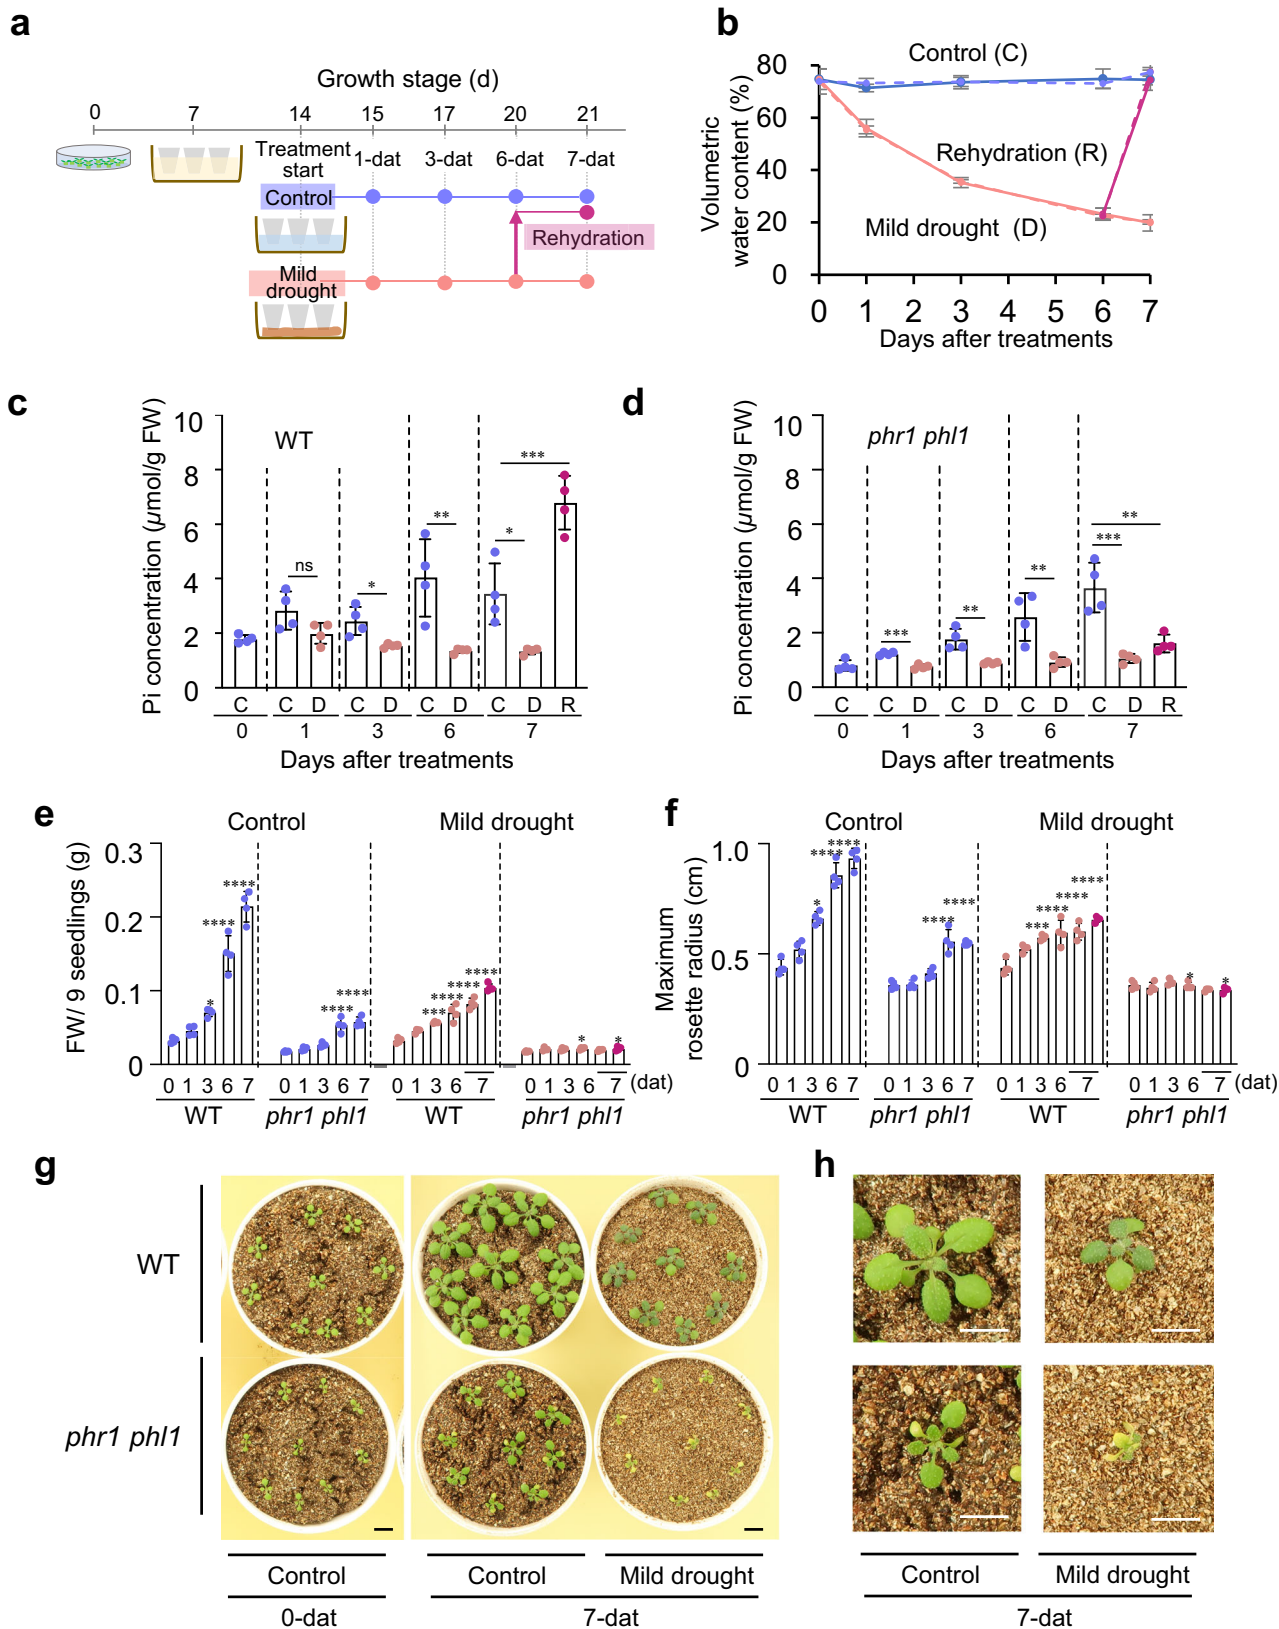 a
Growth stage (d)
0 7 14 15 17 20 21
Treatment start 1-dat 3-dat 6-dat 7-dat
Control
Rehydration
Mild drought
b
Control (C)
Rehydration (R)
Mild drought (D)
Volumetric water content (%)
80
60
40
20
0
0 1 2 3 4 5 6 7
Days after treatments
c
WT
Pi concentration (µmol/g FW)
10
8
6
4
2
0
ns * ** * ***
C C D C D C D C D R
0 1 3 6 7
Days after treatments
d
phr1 phl1
Pi concentration (µmol/g FW)
10
8
6
4
2
0
*** ** ** *** **
C C D C D C D C D R
0 1 3 6 7
Days after treatments
e
Control Mild drought
FW/ 9 seedlings (g)
0.3
0.2
0.1
0
* **** **** **** **** *** **** **** * *
0 1 3 6 7 0 1 3 6 7 0 1 3 6 7 0 1 3 6 7 (dat)
WT phr1 phl1 WT phr1 phl1
f
Control Mild drought
Maximum rosette radius (cm)
1.0
0.5
0
* **** **** **** **** *** **** **** **** * *
0 1 3 6 7 0 1 3 6 7 0 1 3 6 7 0 1 3 6 7 (dat)
WT phr1 phl1 WT phr1 phl1
g
WT
phr1 phl1
Control Control Mild drought
0-dat 7-dat
h
Control Mild drought
7-dat